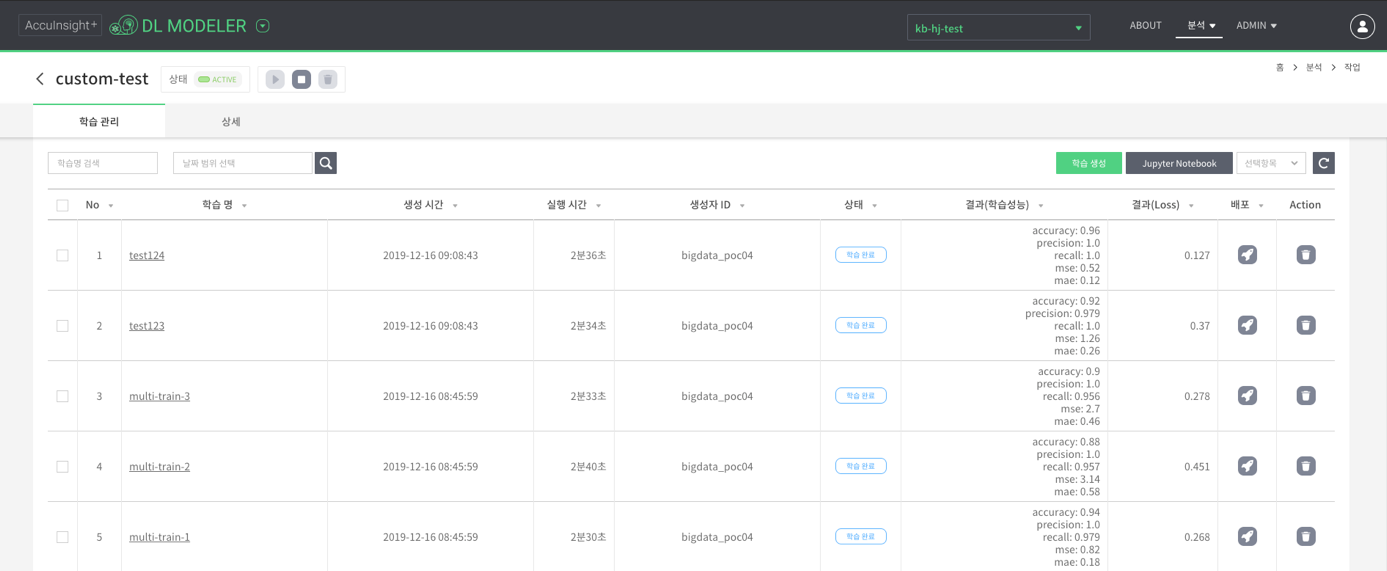 AccuInsight+ DL MODELER kb-hj-test ABOUT 분석 ADMIN
custom-test 상태 ACTIVE 홈 분석 작업
학습 관리 상세
학습명 검색 날짜 범위 선택 학습 생성 Jupyter Notebook 선택항목
No 학습 명 생성 시간 실행 시간 생성자 ID 상태 결과(학습성능) 결과(Loss) 배포 Action
accuracy: 0.96
precision: 1.0
1 test124 2019-12-16 09:08:43 2분36초 bigdata_poc04 학습 완료 recall: 1.0 0.127
mse: 0.52
mae: 0.12
accuracy: 0.92
precision: 0.979
2 test123 2019-12-16 09:08:43 2분34초 bigdata_poc04 학습 완료 recall: 1.0 0.37
mse: 1.26
mae: 0.26
accuracy: 0.9
precision: 1.0
3 multi-train-3 2019-12-16 08:45:59 2분33초 bigdata_poc04 학습 완료 recall: 0.956 0.278
mse: 2.7
mae: 0.46
accuracy: 0.88
precision: 1.0
4 multi-train-2 2019-12-16 08:45:59 2분40초 bigdata_poc04 학습 완료 recall: 0.957 0.451
mse: 3.14
mae: 0.58
accuracy: 0.94
precision: 1.0
5 multi-train-1 2019-12-16 08:45:59 2분30초 bigdata_poc04 학습 완료 recall: 0.979 0.268
mse: 0.82
mae: 0.18